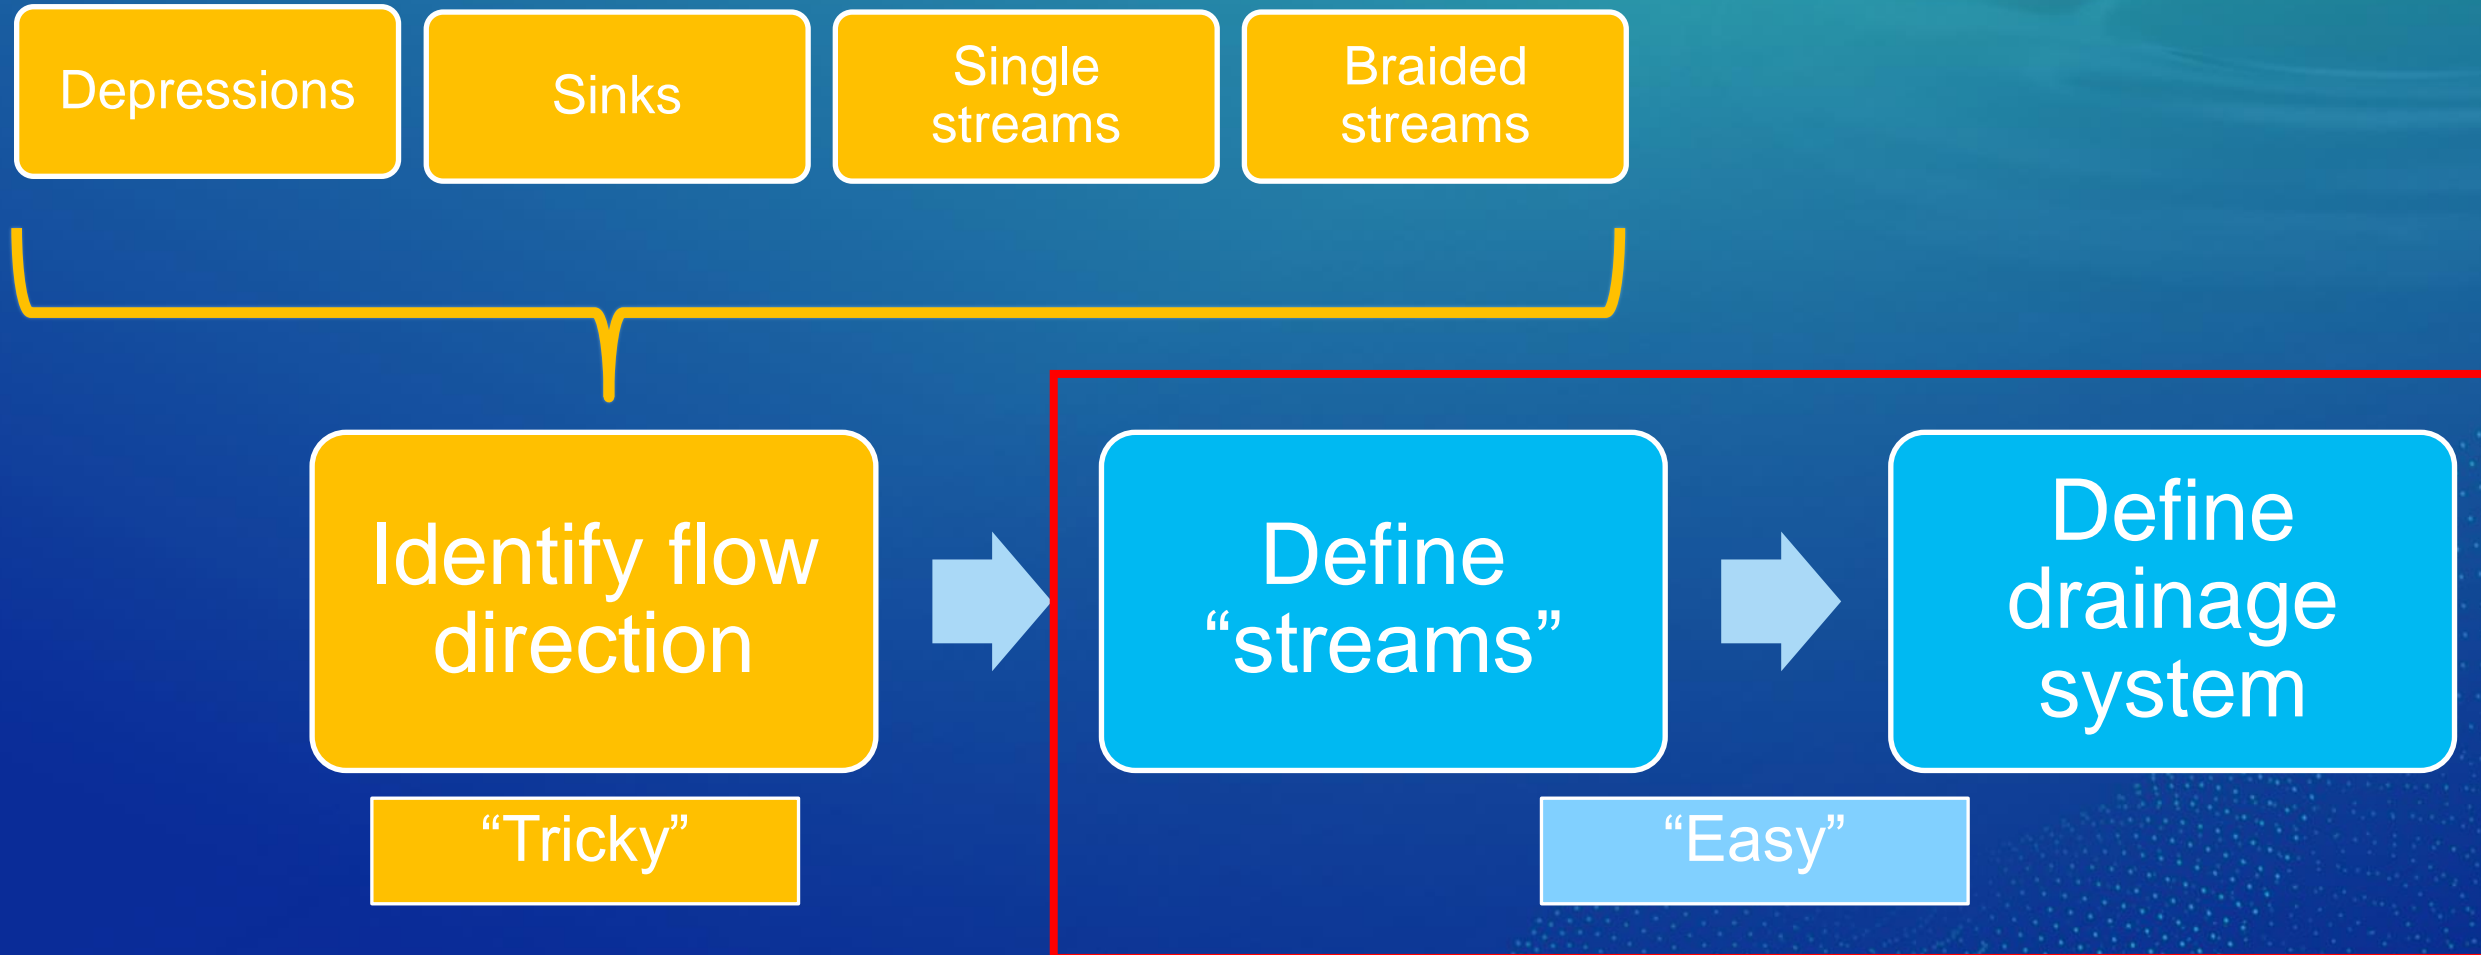 Depressions
Sinks
Single
streams
Braided
streams
Identify flow
direction
Define
“streams”
Define
drainage
system
“Tricky”
“Easy”